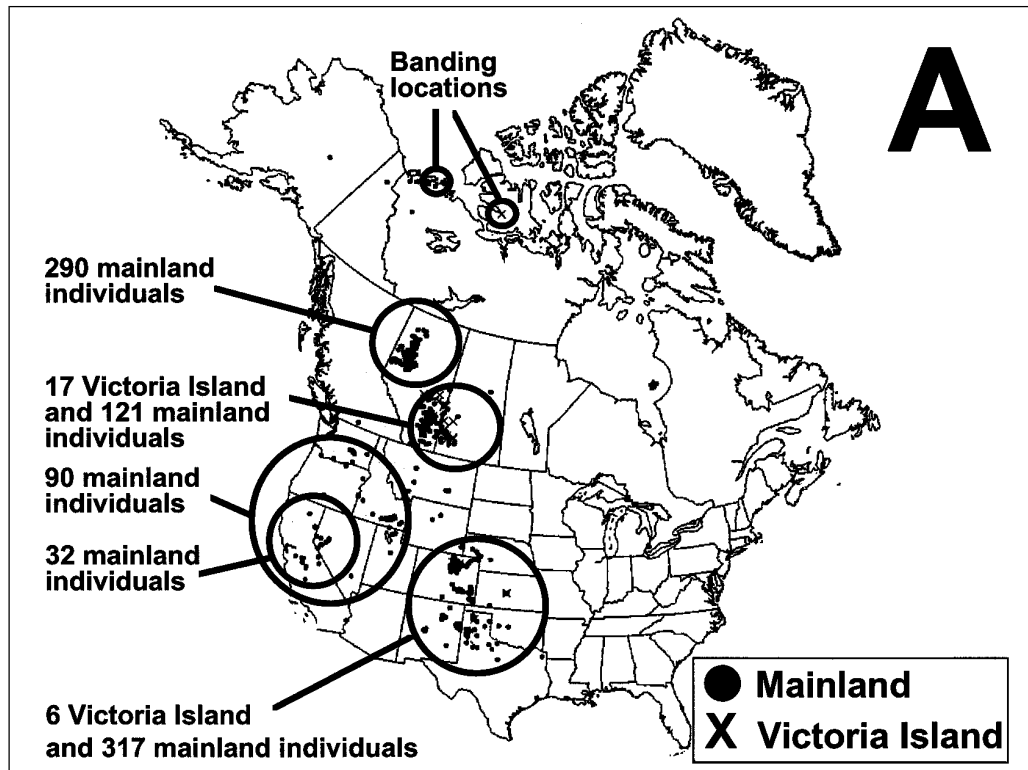 A
Banding
locations
290 mainland
individuals
17 Victoria Island
and 121 mainland
individuals
90 mainland
individuals
32 mainland
individuals
6 Victoria Island
and 317 mainland individuals
Mainland
X Victoria Island